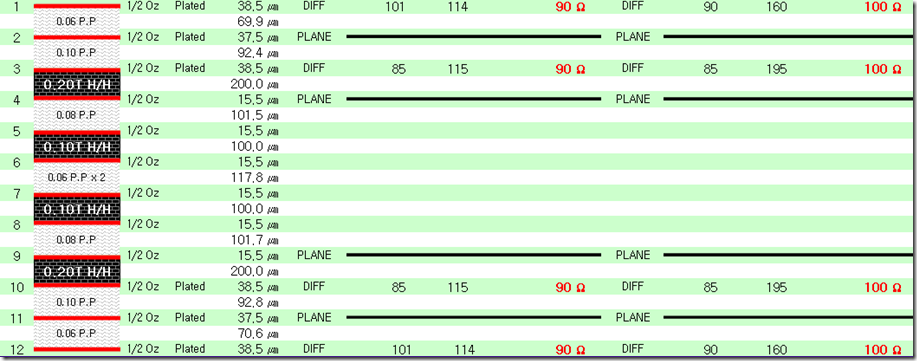 1 1/2 Oz Plated 38,5 ㎛ DIFF 101 114 90 Ω DIFF 90 160 100 Ω
0.06 P.P 69,9 ㎛
2 1/2 Oz Plated 37,5 ㎛ PLANE PLANE
0.10 P.P 92,4 ㎛
3 1/2 Oz Plated 38,5 ㎛ DIFF 85 115 90 Ω DIFF 85 195 100 Ω
0.20T H/H 200,0 ㎛
4 1/2 Oz 15,5 ㎛ PLANE PLANE
0.08 P.P 101,5 ㎛
5 1/2 Oz 15,5 ㎛
0.10T H/H 100,0 ㎛
6 1/2 Oz 15,5 ㎛
0.06 P.P x 2 117,8 ㎛
7 1/2 Oz 15,5 ㎛
0.10T H/H 100,0 ㎛
8 1/2 Oz 15,5 ㎛
0.08 P.P 101,7 ㎛
9 1/2 Oz 15,5 ㎛ PLANE PLANE
0.20T H/H 200,0 ㎛
10 1/2 Oz Plated 38,5 ㎛ DIFF 85 115 90 Ω DIFF 85 195 100 Ω
0.10 P.P 92,8 ㎛
11 1/2 Oz Plated 37,5 ㎛ PLANE PLANE
0.06 P.P 70,6 ㎛
12 1/2 Oz Plated 38,5 ㎛ DIFF 101 114 90 Ω DIFF 90 160 100 Ω